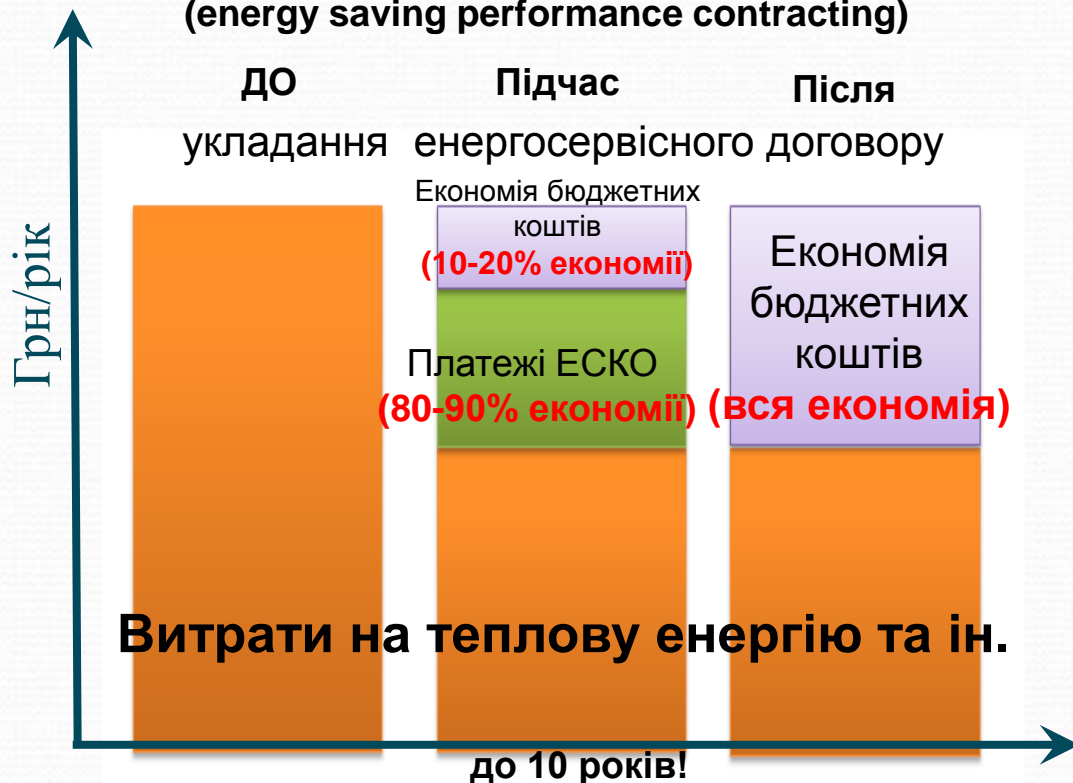 (energy saving performance contracting)
ДО Підчас Після
укладання енергосервісного договору
Економія бюджетних
коштів
(10-20% економії)
Платежі ЕСКО
(80-90% економії)
Економія
бюджетних
коштів
(вся економія)
Грн/рік
Витрати на теплову енергію та ін.
до 10 років!